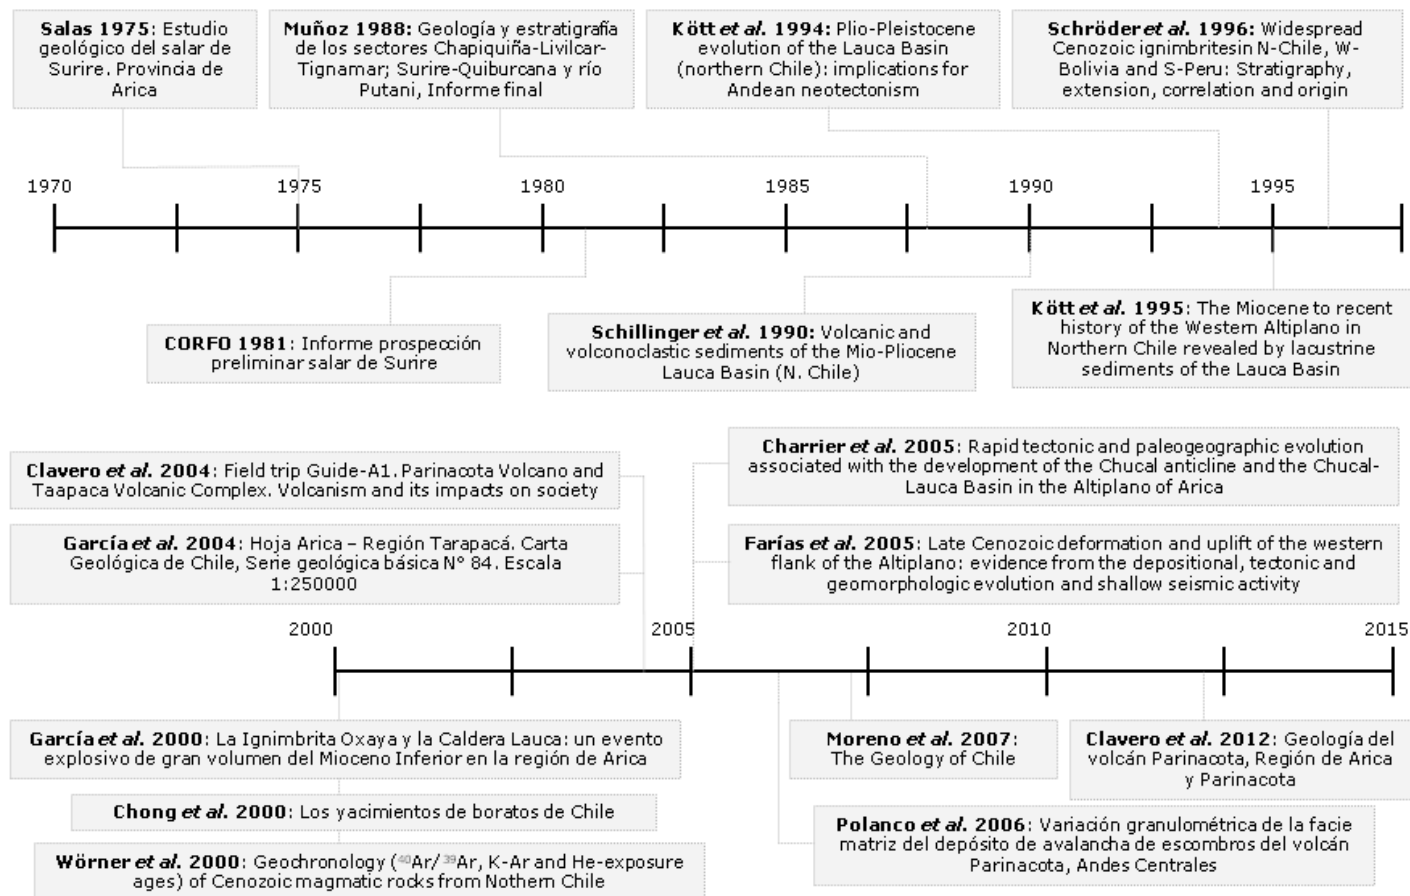 Salas 1975: Estudio
geológico del salar de
Surire. Provincia de
Arica
Muñoz 1988: Geología y estratigrafía
de los sectores Chapiquiña-Livilcar-
Tignamar; Surire-Quiburcana y río
Putani, Informe final
Kött et al. 1994: Plio-Pleistocene
evolution of the Lauca Basin
(northern Chile): implications for
Andean neotectonism
Schröder et al. 1996: Widespread
Cenozoic ignimbritesin N-Chile, W-
Bolivia and S-Peru: Stratigraphy,
extension, correlation and origin
1970 1975 1980 1985 1990 1995
CORFO 1981: Informe prospección
preliminar salar de Surire
Schillinger et al. 1990: Volcanic and
volconoclastic sediments of the Mio-Pliocene
Lauca Basin (N. Chile)
Kött et al. 1995: The Miocene to recent
history of the Western Altiplano in
Northern Chile revealed by lacustrine
sediments of the Lauca Basin
Clavero et al. 2004: Field trip Guide-A1. Parinacota Volcano and
Taapaca Volcanic Complex. Volcanism and its impacts on society
García et al. 2004: Hoja Arica – Región Tarapacá. Carta
Geológica de Chile, Serie geológica básica N° 84. Escala
1:250000
Charrier et al. 2005: Rapid tectonic and paleogeographic evolution
associated with the development of the Chucal anticline and the Chucal-
Lauca Basin in the Altiplano of Arica
Farías et al. 2005: Late Cenozoic deformation and uplift of the western
flank of the Altiplano: evidence from the depositional, tectonic and
geomorphologic evolution and shallow seismic activity
2000 2005 2010 2015
García et al. 2000: La Ignimbrita Oxaya y la Caldera Lauca: un evento
explosivo de gran volumen del Mioceno Inferior en la región de Arica
Chong et al. 2000: Los yacimientos de boratos de Chile
Wörner et al. 2000: Geochronology (⁴⁰Ar/³⁹Ar, K-Ar and He-exposure
ages) of Cenozoic magmatic rocks from Nothern Chile
Moreno et al. 2007:
The Geology of Chile
Clavero et al. 2012: Geología del
volcán Parinacota, Región de Arica
y Parinacota
Polanco et al. 2006: Variación granulométrica de la facie
matriz del depósito de avalancha de escombros del volcán
Parinacota, Andes Centrales